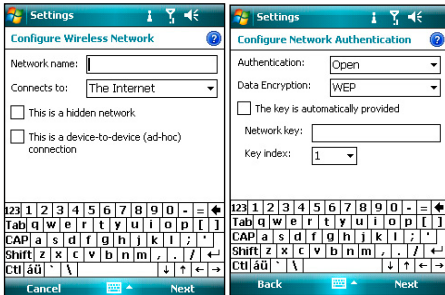 Settings
Configure Wireless Network
Network name:
Connects to: The Internet
This is a hidden network
This is a device-to-device (ad-hoc)
connection
123 1 2 3 4 5 6 7 8 9 0 - =
Tab q w e r t y u i o p [ ]
CAP a s d f g h j k l ; '
Shift z x c v b n m , . /
Ctl áü ` \
Cancel Next
Settings
Configure Network Authentication
Authentication: Open
Data Encryption: WEP
The key is automatically provided
Network key:
Key index: 1
123 1 2 3 4 5 6 7 8 9 0 - =
Tab q w e r t y u i o p [ ]
CAP a s d f g h j k l ; '
Shift z x c v b n m , . /
Ctl áü ` \
Back Next